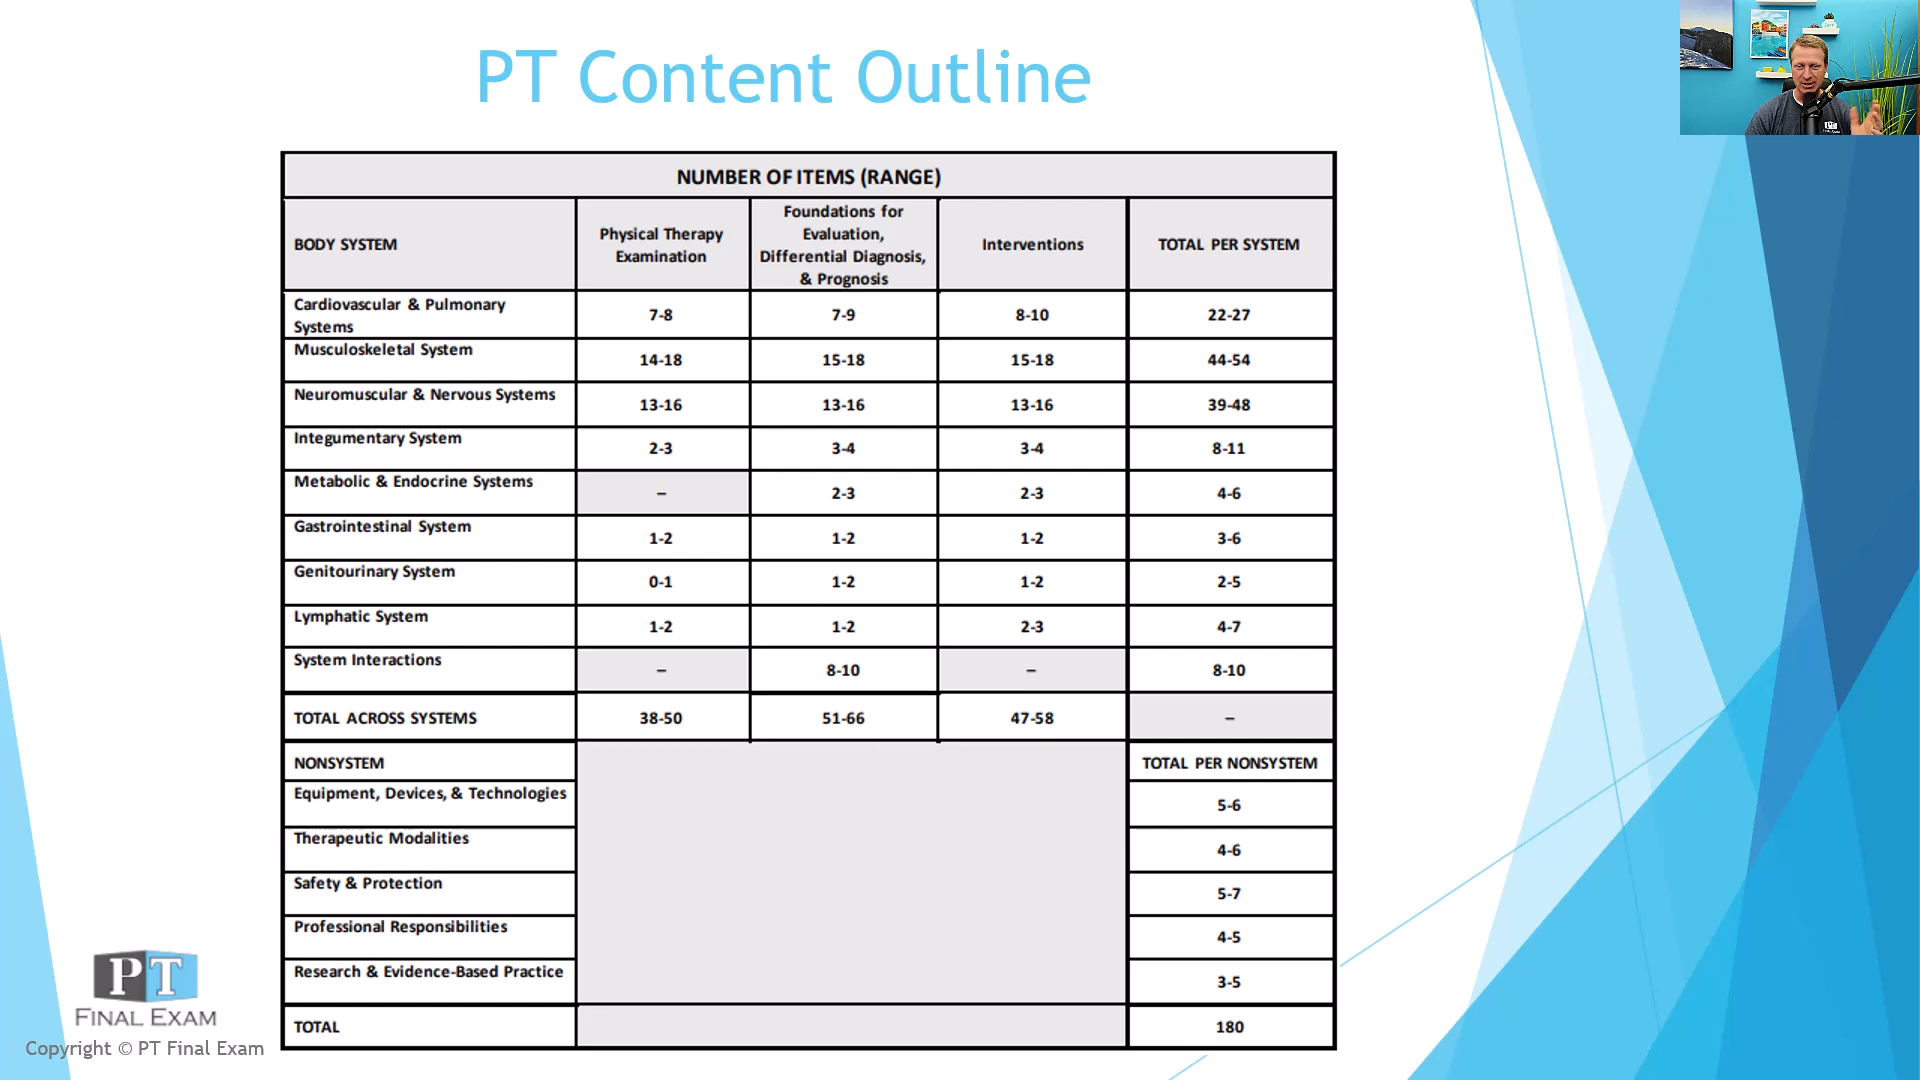 PT Content Outline
NUMBER OF ITEMS (RANGE)
BODY SYSTEM
Physical Therapy
Examination
Foundations for
Evaluation,
Differential Diagnosis,
& Prognosis
Interventions
TOTAL PER SYSTEM
Cardiovascular & Pulmonary
Systems
7-8
7-9
8-10
22-27
Musculoskeletal System
14-18
15-18
15-18
44-54
Neuromuscular & Nervous Systems
13-16
13-16
13-16
39-48
Integumentary System
2-3
3-4
3-4
8-11
Metabolic & Endocrine Systems
–
2-3
2-3
4-6
Gastrointestinal System
1-2
1-2
1-2
3-6
Genitourinary System
0-1
1-2
1-2
2-5
Lymphatic System
1-2
1-2
2-3
4-7
System Interactions
–
8-10
–
8-10
TOTAL ACROSS SYSTEMS
38-50
51-66
47-58
–
NONSYSTEM
TOTAL PER NONSYSTEM
Equipment, Devices, & Technologies
5-6
Therapeutic Modalities
4-6
Safety & Protection
5-7
Professional Responsibilities
4-5
Research & Evidence-Based Practice
3-5
TOTAL
180
PT
FINAL EXAM
Copyright © PT Final Exam
PT